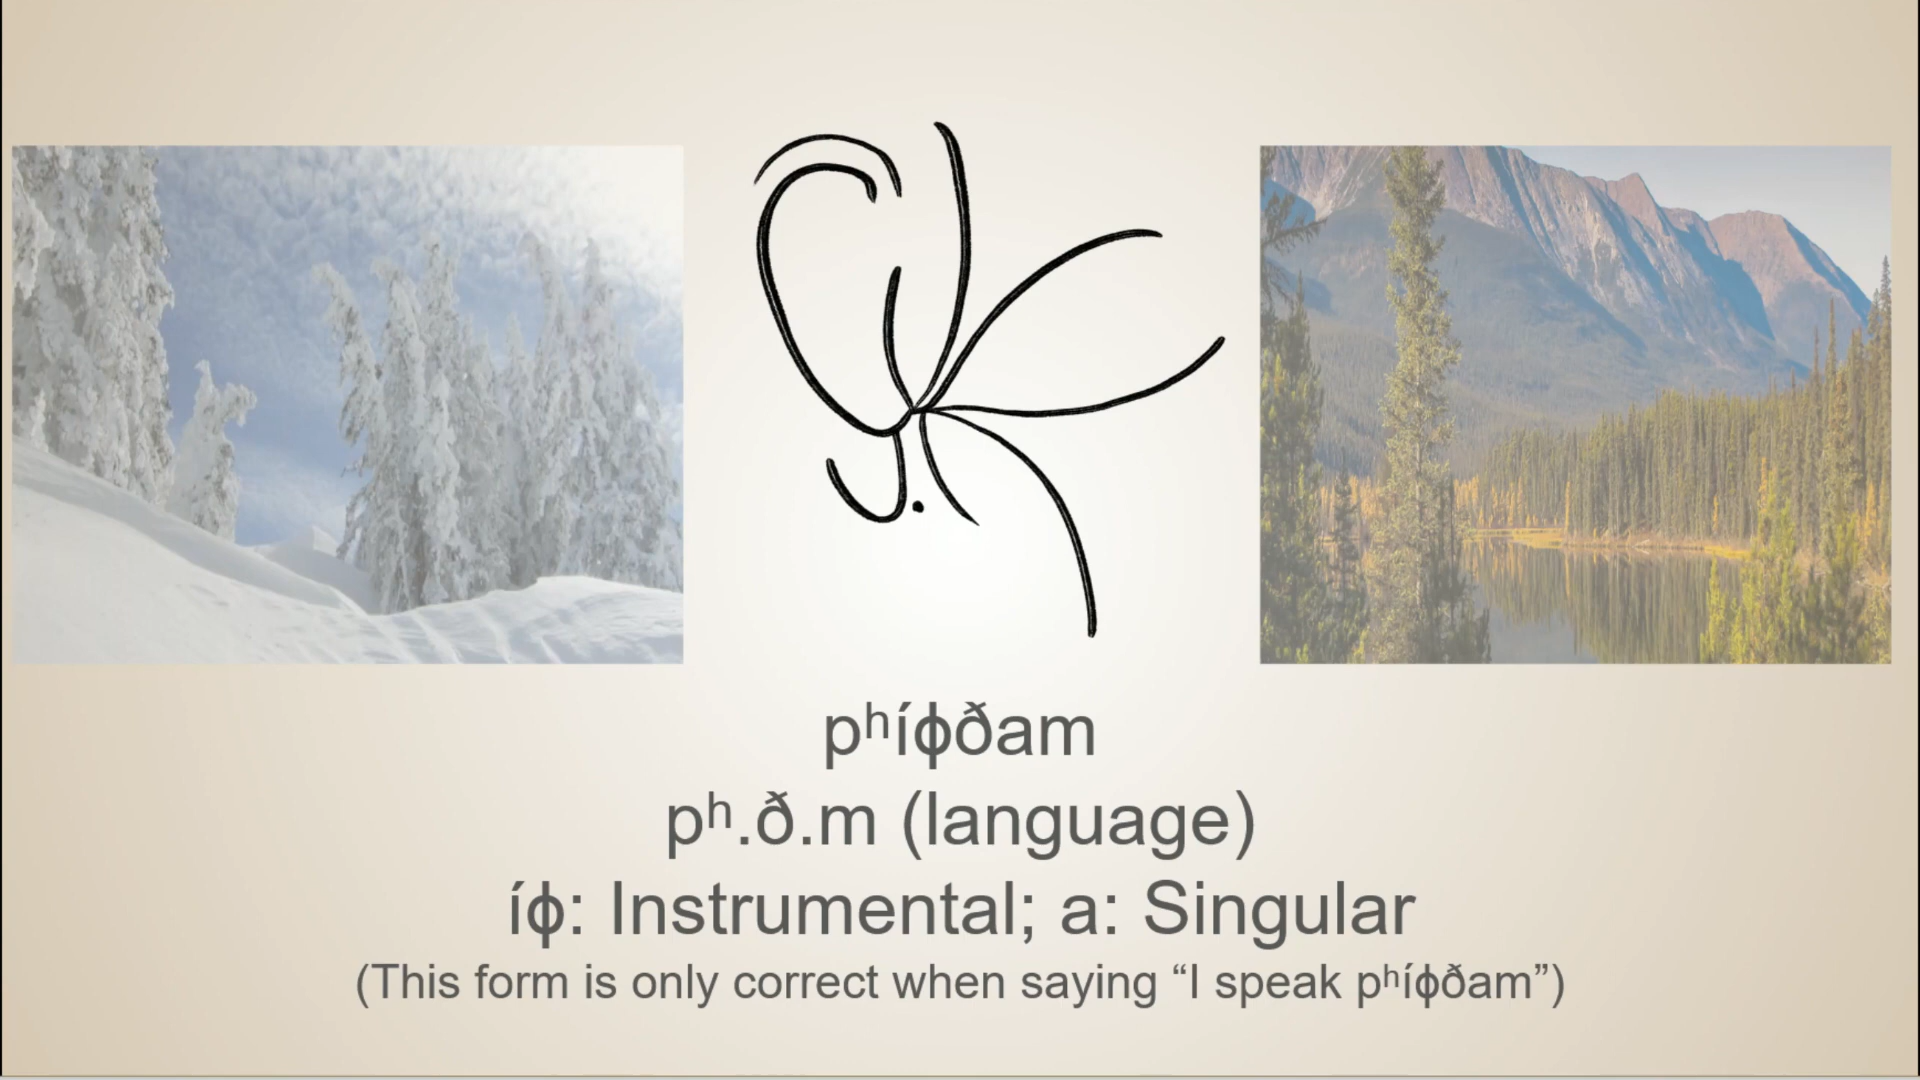 pʰíɸðam
pʰ.ð.m (language)
íɸ: Instrumental; a: Singular
(This form is only correct when saying “I speak pʰíɸðam”)